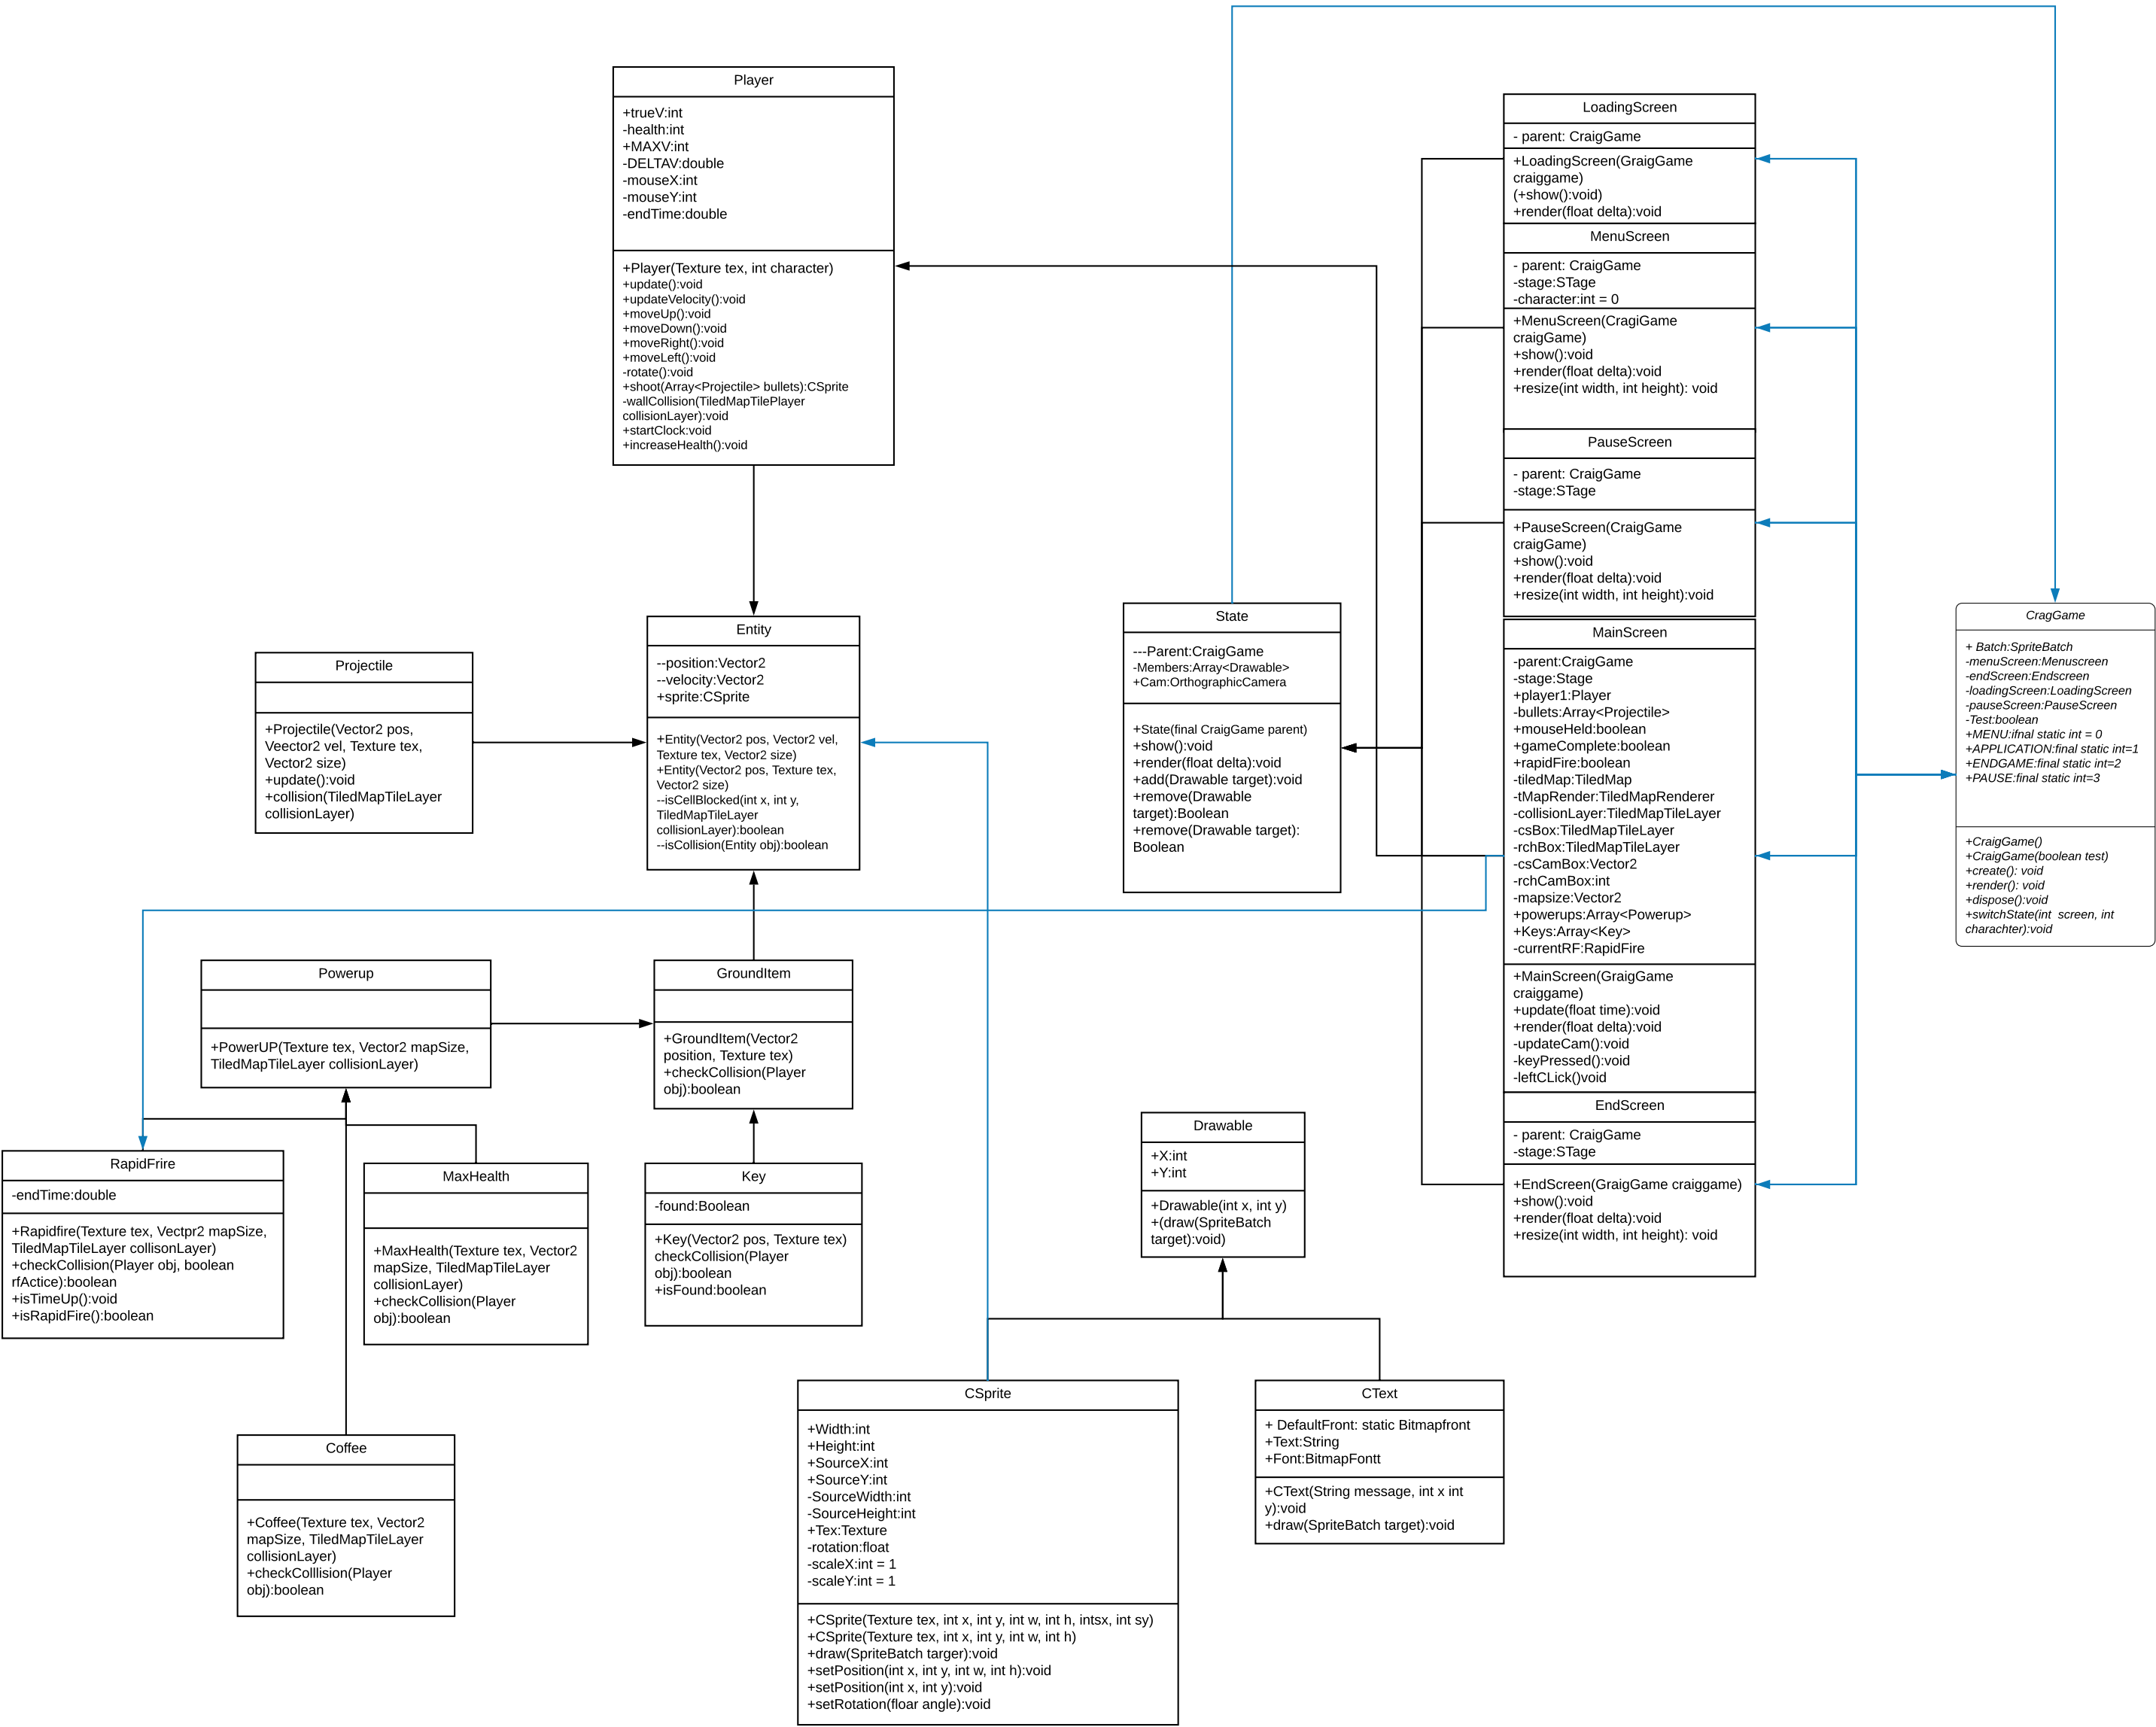 Player
+trueV:int
-health:int
+MAXV:int
-DELTAV:double
-mouseX:int
-mouseY:int
-endTime:double
+Player(Texture tex, int character)
+update():void
+updateVelocity():void
+moveUp():void
+moveDown():void
+moveRight():void
+moveLeft():void
-rotate():void
+shoot(Array<Projectile> bullets):CSprite
-wallCollision(TiledMapTilePlayer
collisionLayer):void
+startClock:void
+increaseHealth():void
LoadingScreen
- parent: CraigGame
+LoadingScreen(GraigGame
craiggame)
(+show():void)
+render(float delta):void
MenuScreen
- parent: CraigGame
-stage:STage
-character:int = 0
+MenuScreen(CragiGame
craigGame)
+show():void
+render(float delta):void
+resize(int width, int height): void
PauseScreen
- parent: CraigGame
-stage:STage
+PauseScreen(CraigGame
craigGame)
+show():void
+render(float delta):void
+resize(int width, int height):void
MainScreen
-parent:CraigGame
-stage:Stage
+player1:Player
-bullets:Array<Projectile>
+mouseHeld:boolean
+gameComplete:boolean
+rapidFire:boolean
-tiledMap:TiledMap
-tMapRender:TiledMapRenderer
-collisionLayer:TiledMapTileLayer
-csBox:TiledMapTileLayer
-rchBox:TiledMapTileLayer
-csCamBox:Vector2
-rchCamBox:int
-mapsize:Vector2
+powerups:Array<Powerup>
+Keys:Array<Key>
-currentRF:RapidFire
+MainScreen(GraigGame
craiggame)
+update(float time):void
+render(float delta):void
-updateCam():void
-keyPressed():void
-leftCLick()void
EndScreen
- parent: CraigGame
-stage:STage
+EndScreen(GraigGame craiggame)
+show():void
+render(float delta):void
+resize(int width, int height): void
CragGame
+ Batch:SpriteBatch
-menuScreen:Menuscreen
-endScreen:Endscreen
-loadingScreen:LoadingScreen
-pauseScreen:PauseScreen
-Test:boolean
+MENU:ifnal static int = 0
+APPLICATION:final static int=1
+ENDGAME:final static int=2
+PAUSE:final static int=3
+CraigGame()
+CraigGame(boolean test)
+create(): void
+render(): void
+dispose():void
+switchState(int  screen, int
charachter):void
State
---Parent:CraigGame
-Members:Array<Drawable>
+Cam:OrthographicCamera
+State(final CraigGame parent)
+show():void
+render(float delta):void
+add(Drawable target):void
+remove(Drawable
target):Boolean
+remove(Drawable target):
Boolean
Entity
--position:Vector2
--velocity:Vector2
+sprite:CSprite
+Entity(Vector2 pos, Vector2 vel,
Texture tex, Vector2 size)
+Entity(Vector2 pos, Texture tex,
Vector2 size)
--isCellBlocked(int x, int y,
TiledMapTileLayer
collisionLayer):boolean
--isCollision(Entity obj):boolean
Projectile
+Projectile(Vector2 pos,
Veector2 vel, Texture tex,
Vector2 size)
+update():void
+collision(TiledMapTileLayer
collisionLayer)
Powerup
+PowerUP(Texture tex, Vector2 mapSize,
TiledMapTileLayer collisionLayer)
GroundItem
+GroundItem(Vector2
position, Texture tex)
+checkCollision(Player
obj):boolean
RapidFrire
-endTime:double
+Rapidfire(Texture tex, Vectpr2 mapSize,
TiledMapTileLayer collisonLayer)
+checkCollision(Player obj, boolean
rfActice):boolean
+isTimeUp():void
+isRapidFire():boolean
MaxHealth
+MaxHealth(Texture tex, Vector2
mapSize, TiledMapTileLayer
collisionLayer)
+checkCollision(Player
obj):boolean
Key
-found:Boolean
+Key(Vector2 pos, Texture tex)
checkCollision(Player
obj):boolean
+isFound:boolean
Drawable
+X:int
+Y:int
+Drawable(int x, int y)
+(draw(SpriteBatch
target):void)
Coffee
+Coffee(Texture tex, Vector2
mapSize, TiledMapTileLayer
collisionLayer)
+checkColllision(Player
obj):boolean
CSprite
+Width:int
+Height:int
+SourceX:int
+SourceY:int
-SourceWidth:int
-SourceHeight:int
+Tex:Texture
-rotation:float
-scaleX:int = 1
-scaleY:int = 1
+CSprite(Texture tex, int x, int y, int w, int h, intsx, int sy)
+CSprite(Texture tex, int x, int y, int w, int h)
+draw(SpriteBatch targer):void
+setPosition(int x, int y, int w, int h):void
+setPosition(int x, int y):void
+setRotation(floar angle):void
CText
+ DefaultFront: static Bitmapfront
+Text:String
+Font:BitmapFontt
+CText(String message, int x int
y):void
+draw(SpriteBatch target):void